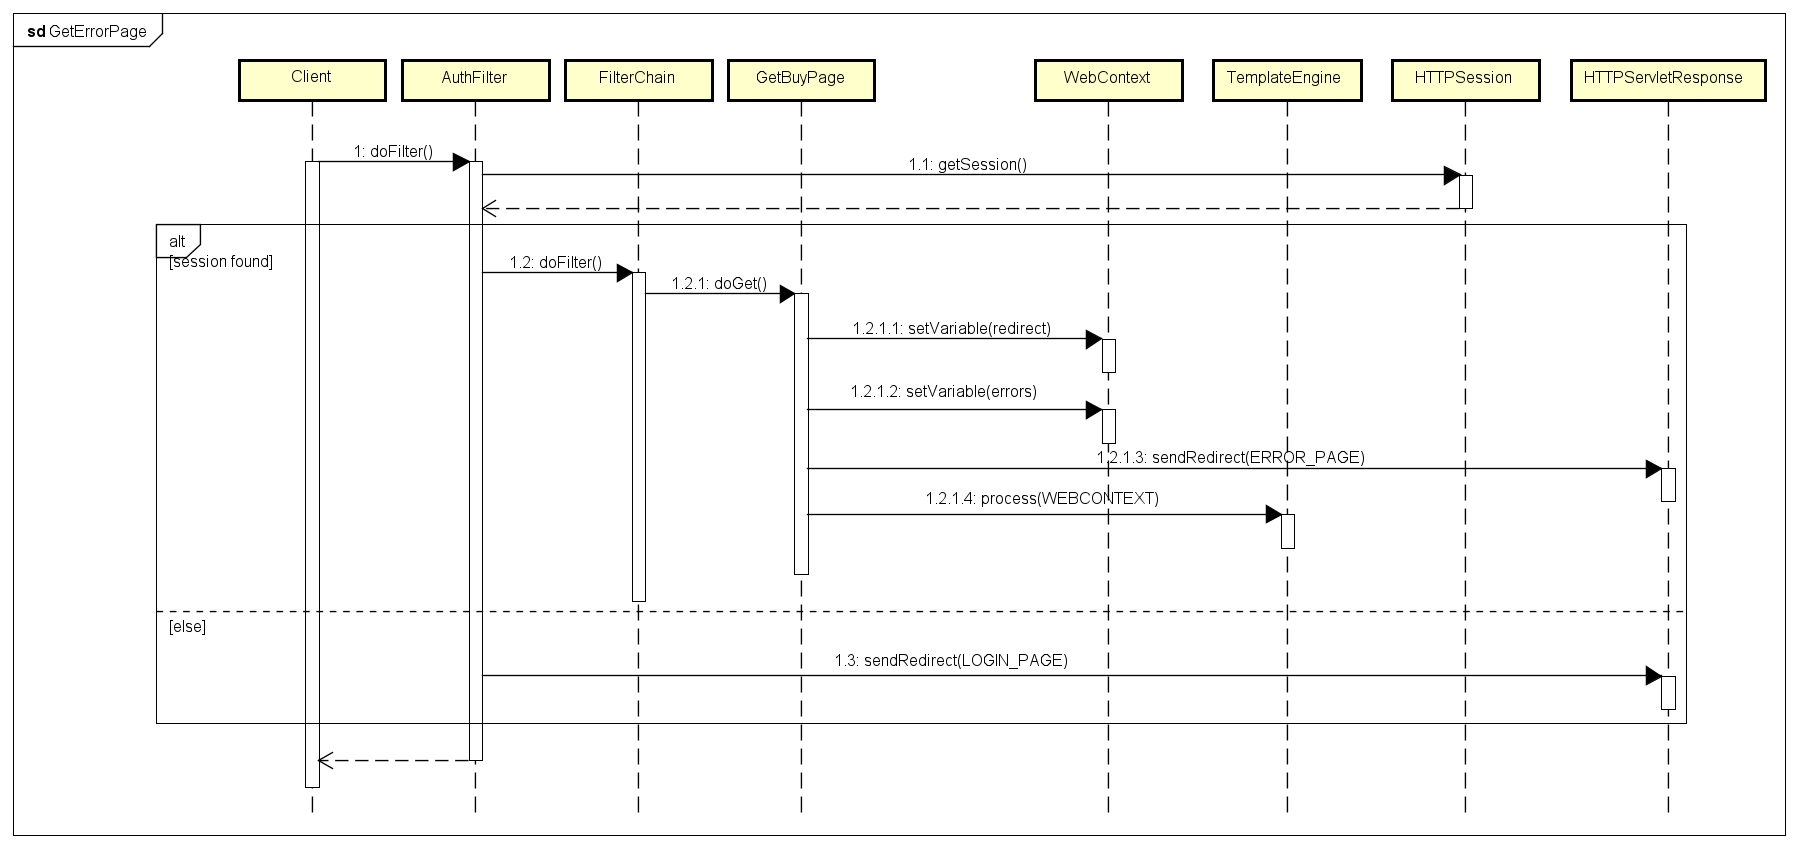 sd GetErrorPage
Client
AuthFilter
FilterChain
GetBuyPage
WebContext
TemplateEngine
HTTPSession
HTTPServletResponse
1: doFilter()
1.1: getSession()
alt
[session found]
1.2: doFilter()
1.2.1: doGet()
1.2.1.1: setVariable(redirect)
1.2.1.2: setVariable(errors)
1.2.1.3: sendRedirect(ERROR_PAGE)
1.2.1.4: process(WEBCONTEXT)
[else]
1.3: sendRedirect(LOGIN_PAGE)